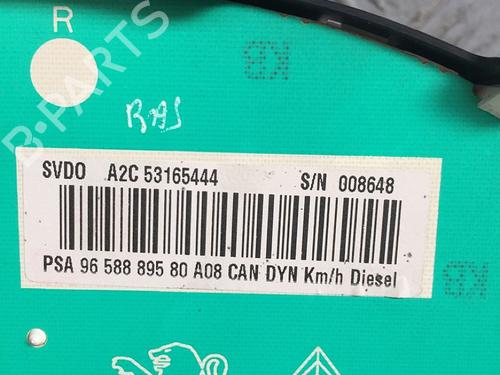 R
B-PARTS
RAS
SVDO A2C 53165444 S/N 008648
PSA 96 588 895 80 A08 CAN DYN Km/h Diesel